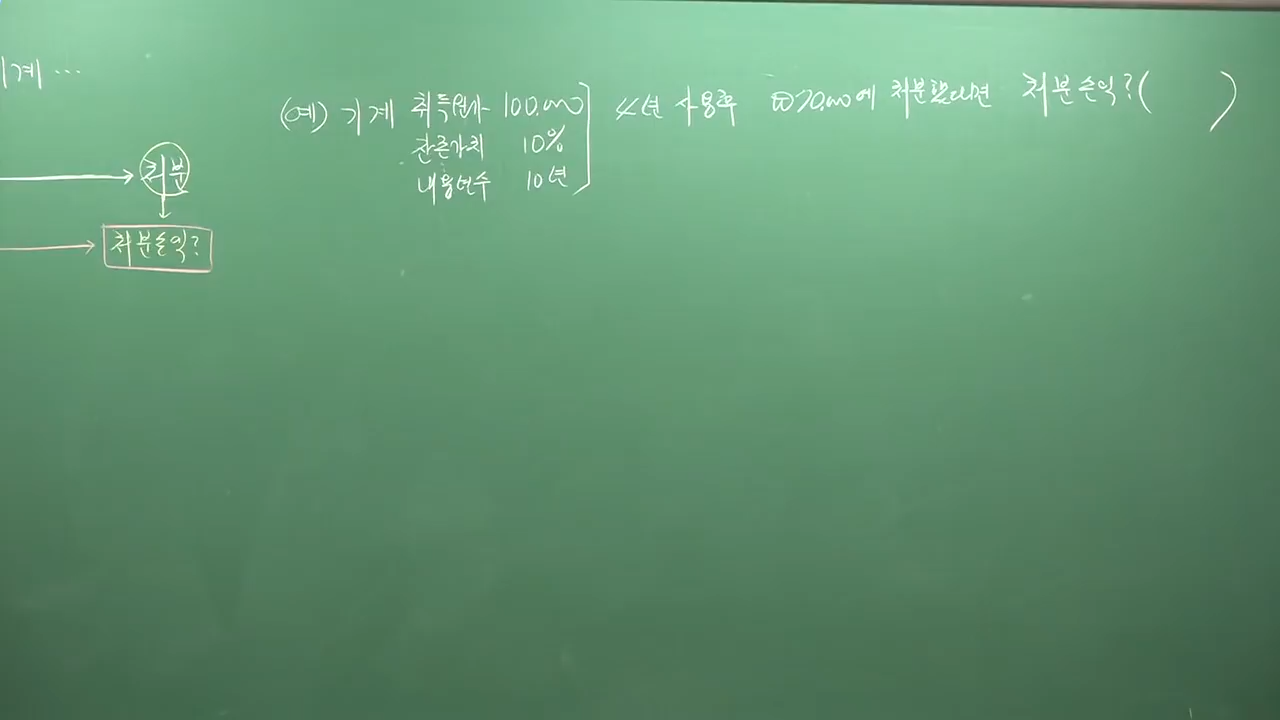 기계 …
처분
처분손익?
(예) 기계 취득원가 100,000 4년 사용후 ₩70,000에 처분했다면 처분손익? ( )
잔존가치 10%
내용연수 10년